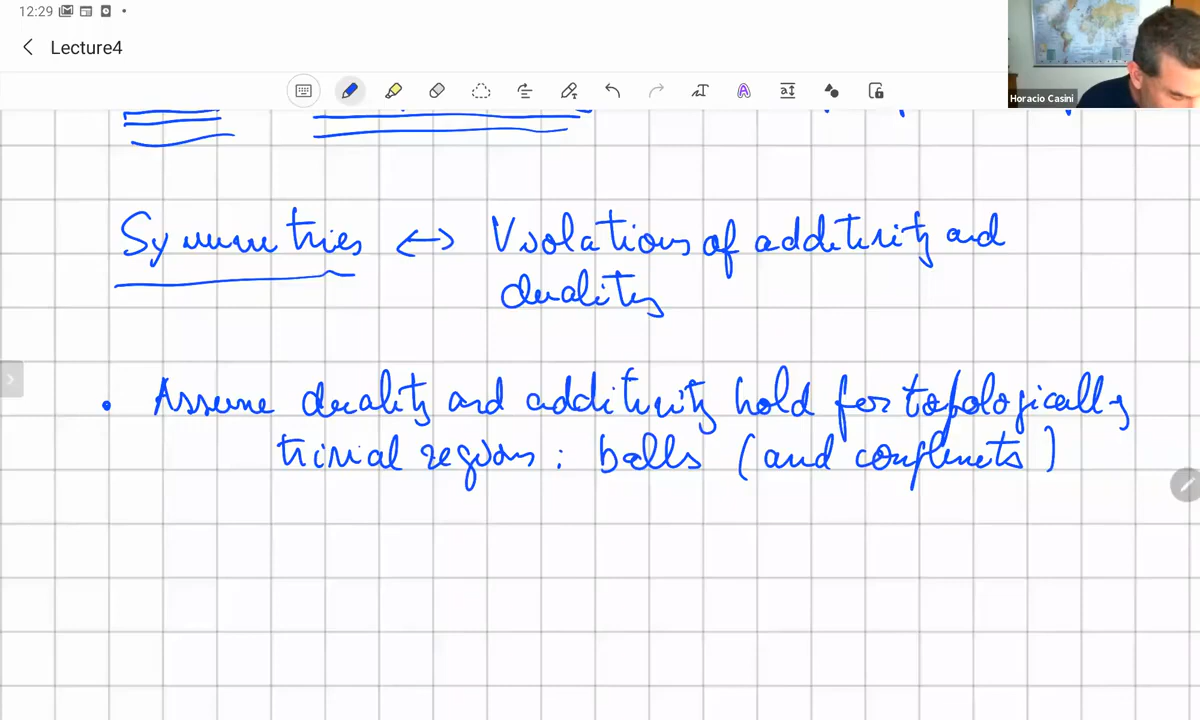 12:29
Lecture4
Horacio Casini
Symmetries ↔ Violations of additivity and
duality
• Assume duality and additivity hold for topologically
trivial regions : balls (and complements)